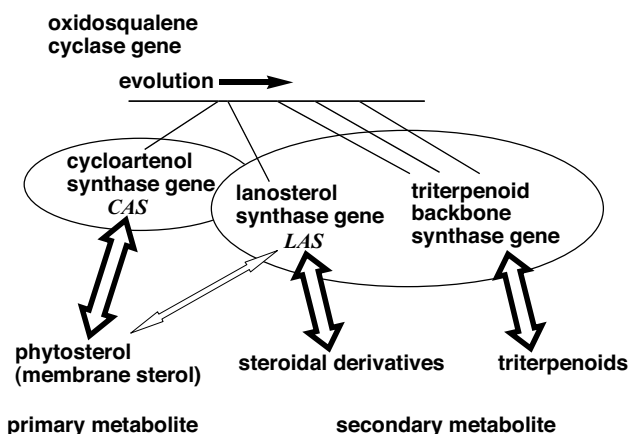 oxidosqualene
cyclase gene
evolution
cycloartenol
synthase gene
CAS
lanosterol
synthase gene
LAS
triterpenoid
backbone
synthase gene
phytosterol
(membrane sterol)
steroidal derivatives
triterpenoids
primary metabolite
secondary metabolite